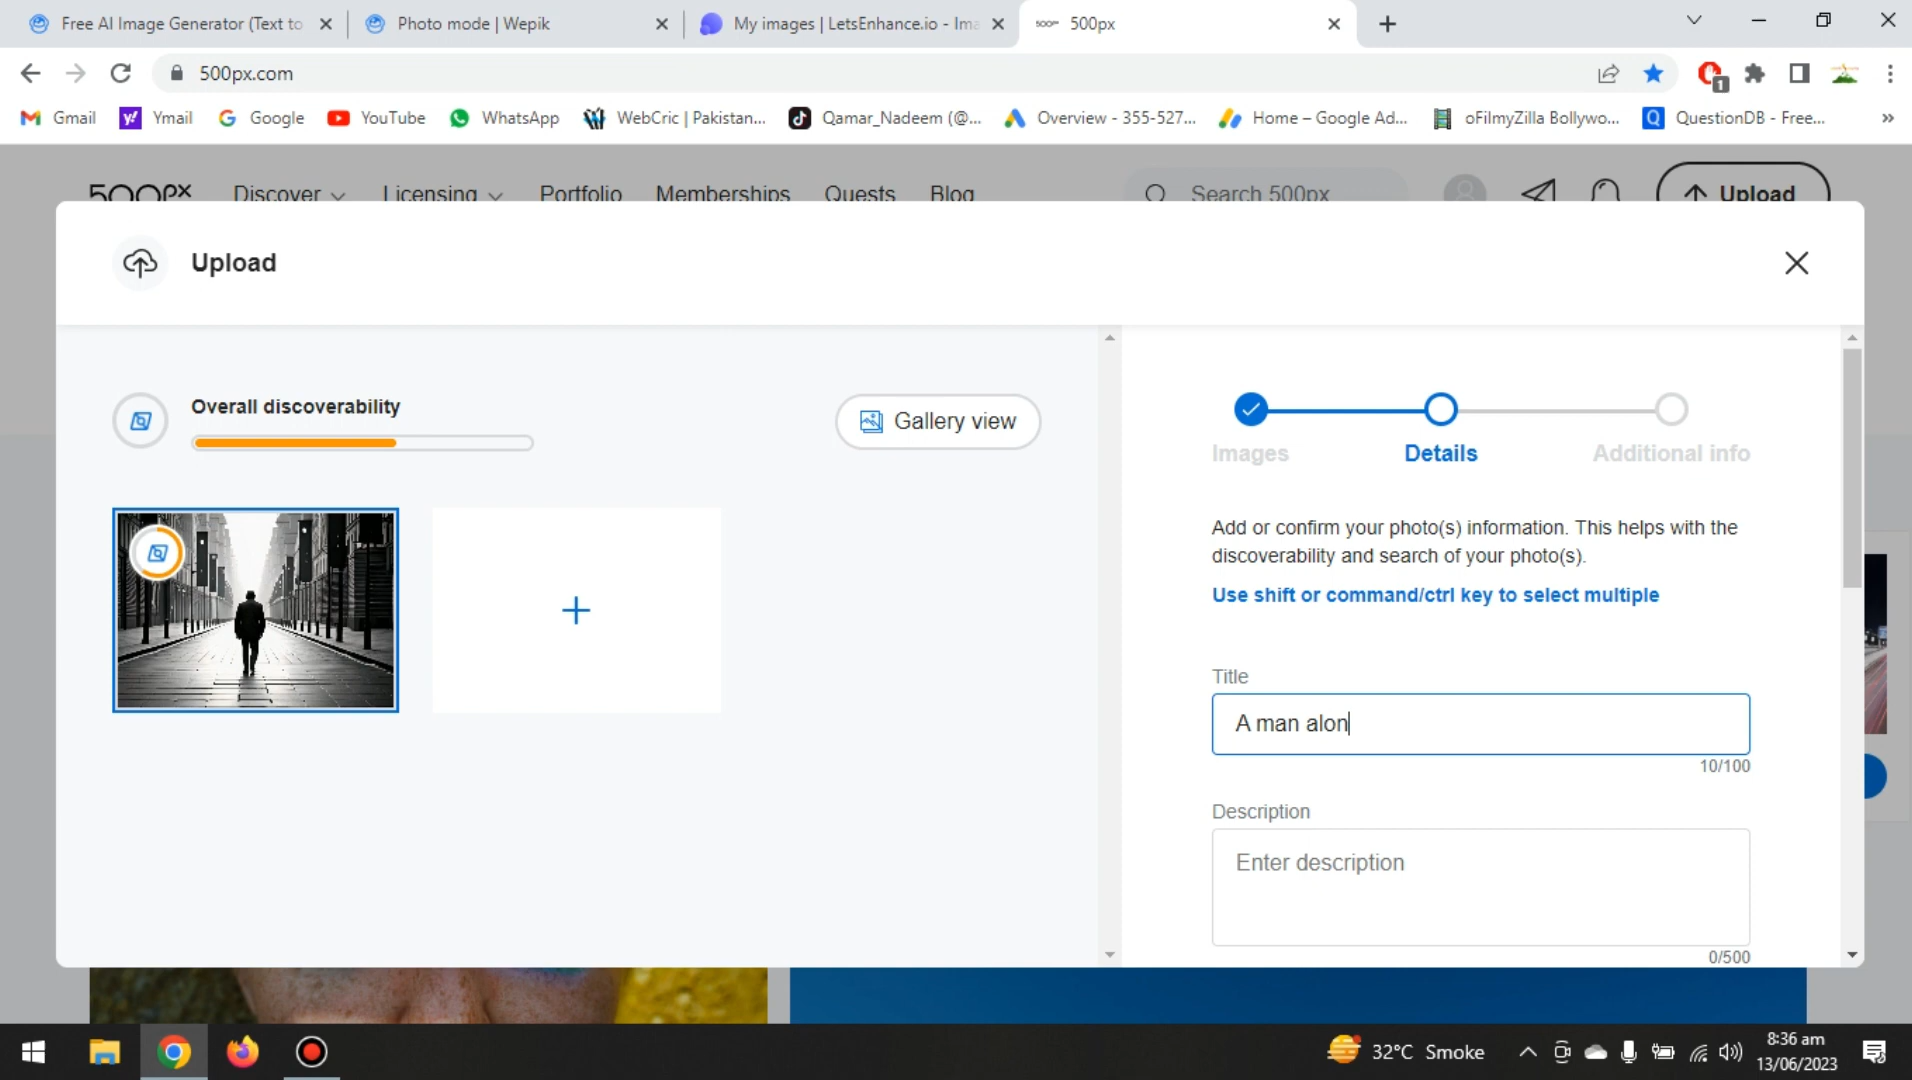 Free AI Image Generator (Text to
Photo mode | Wepik
My images | LetsEnhance.io - Ima
500px
500px.com
1
Gmail
Ymail
Google
YouTube
WhatsApp
WebCric | Pakistan...
Qamar_Nadeem (@...
Overview - 355-527...
Home – Google Ad...
oFilmyZilla Bollywo...
QuestionDB - Free...
»
500px
Discover
Licensing
Portfolio
Memberships
Quests
Blog
Search 500px
Upload
Upload
Overall discoverability
Gallery view
Images
Details
Additional info
Add or confirm your photo(s) information. This helps with the
discoverability and search of your photo(s).
Use shift or command/ctrl key to select multiple
Title
A man alon
10/100
Description
Enter description
0/500
32°C Smoke
8:36 am
13/06/2023